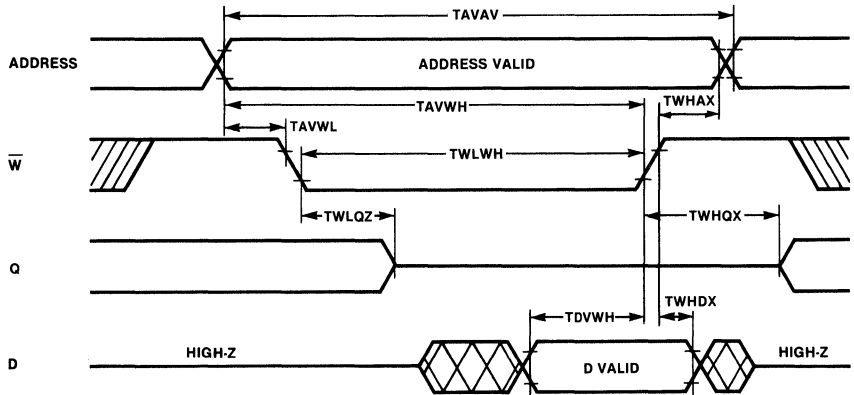 TAVAV
ADDRESS
ADDRESS VALID
TAVWH
TWHAX
TAVWL
W
TWLWH
TWLQZ
TWHQX
Q
TDVWH
TWHDX
HIGH-Z
HIGH-Z
D
D VALID